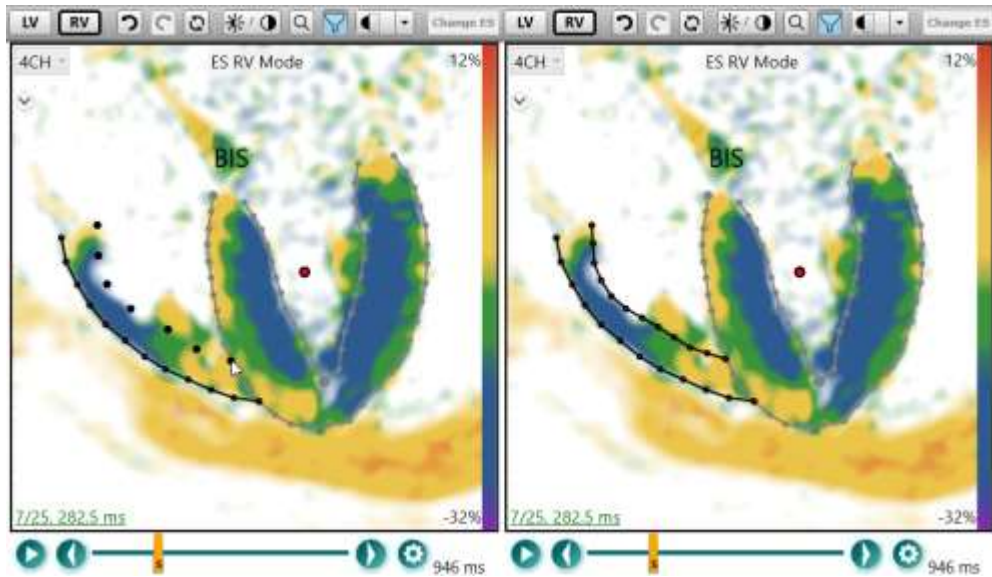 LV RV / Change ES
4CH ES RV Mode 12%
BIS
7/25, 282.5 ms -32%
s
946 ms
LV RV / Change ES
4CH ES RV Mode 12%
BIS
7/25, 282.5 ms -32%
s
946 ms